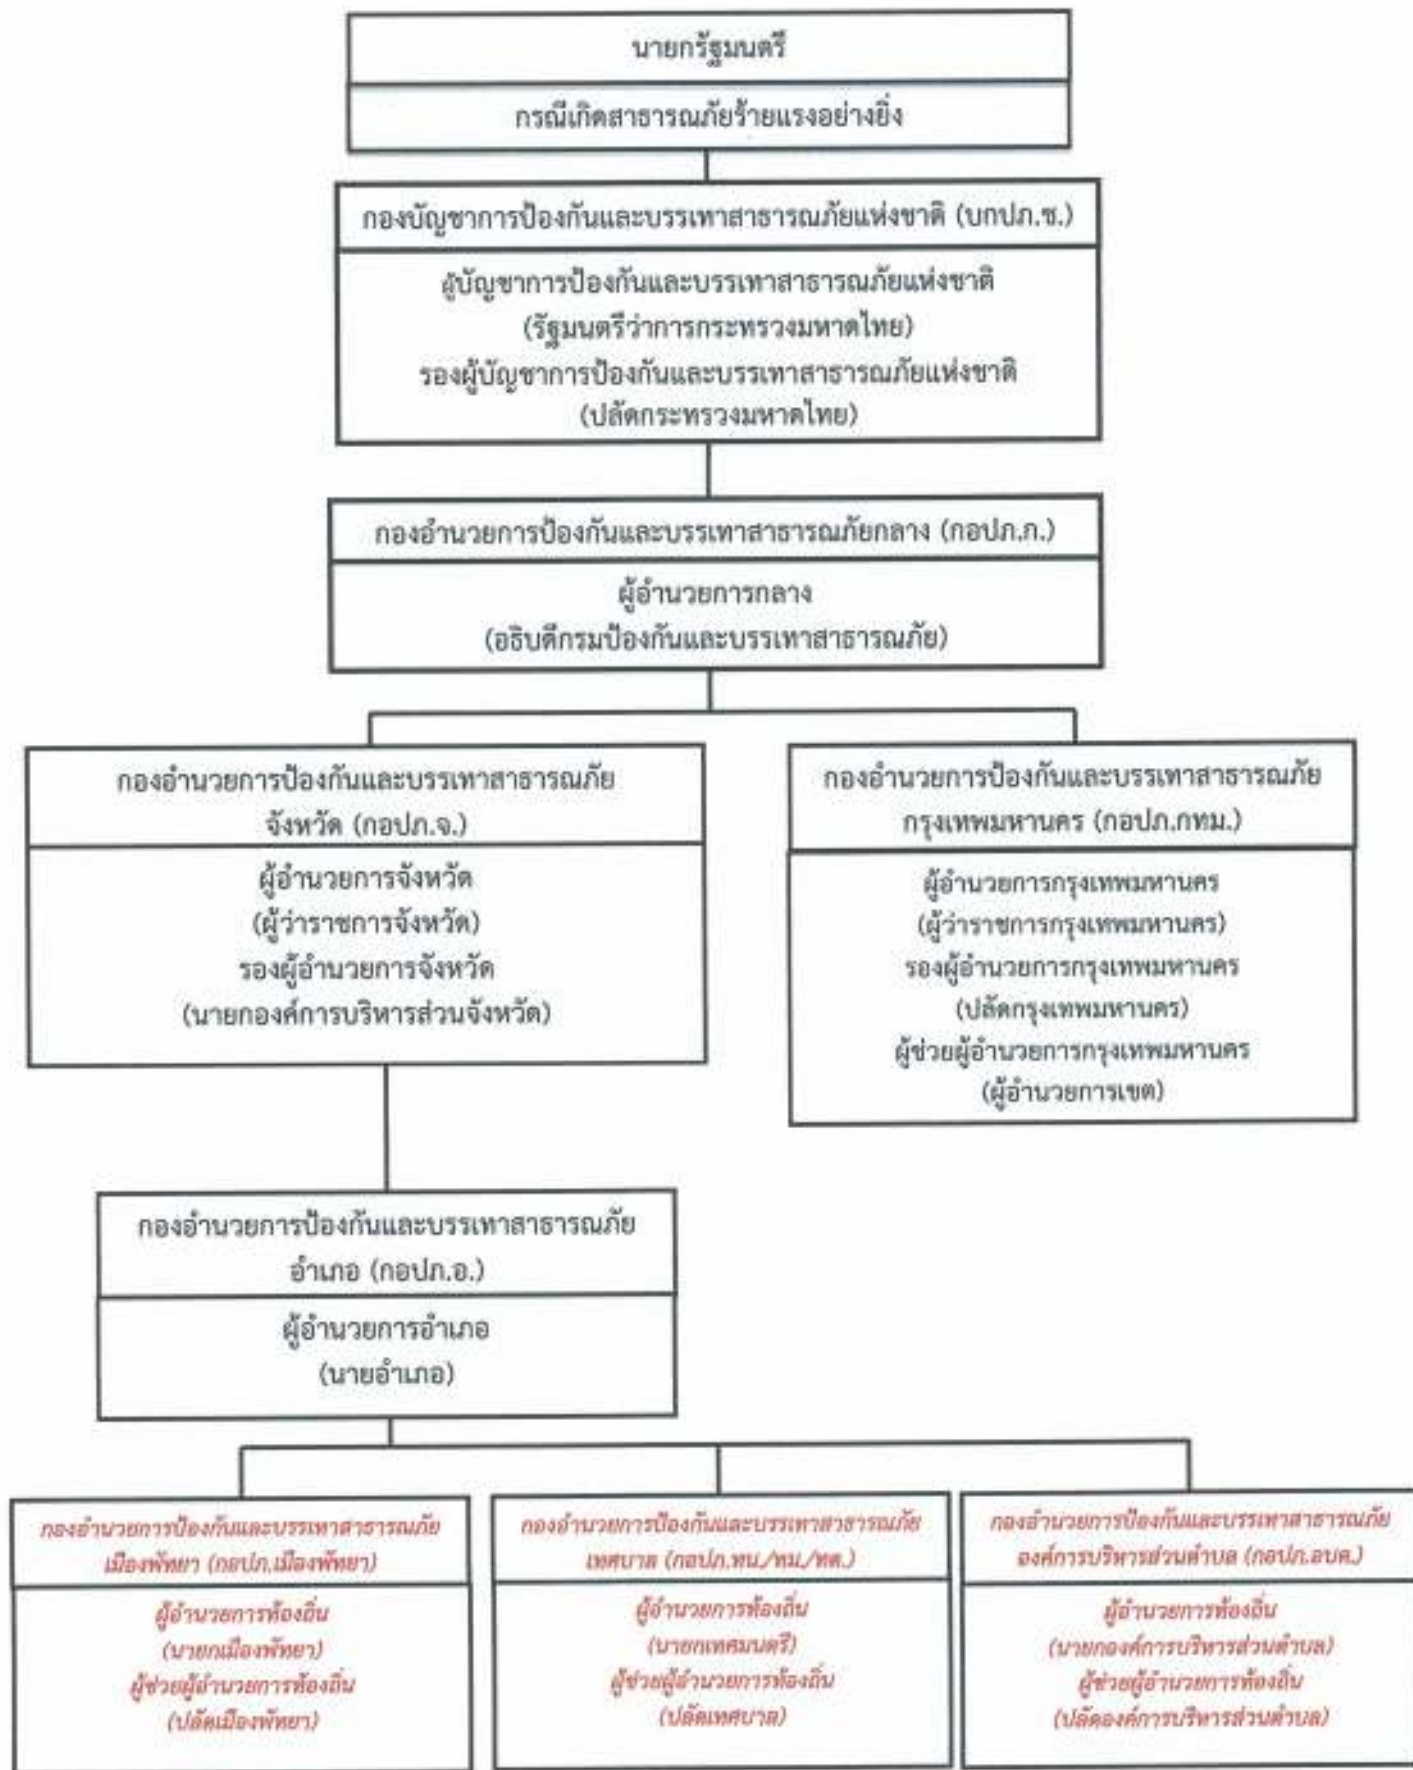 นายกรัฐมนตรี
กรณีเกิดสาธารณภัยร้ายแรงอย่างยิ่ง
กองบัญชาการป้องกันและบรรเทาสาธารณภัยแห่งชาติ (บกปภ.ช.)
ผู้บัญชาการป้องกันและบรรเทาสาธารณภัยแห่งชาติ
(รัฐมนตรีว่าการกระทรวงมหาดไทย)
รองผู้บัญชาการป้องกันและบรรเทาสาธารณภัยแห่งชาติ
(ปลัดกระทรวงมหาดไทย)
กองอำนวยการป้องกันและบรรเทาสาธารณภัยกลาง (กอปภ.ก.)
ผู้อำนวยการกลาง
(อธิบดีกรมป้องกันและบรรเทาสาธารณภัย)
กองอำนวยการป้องกันและบรรเทาสาธารณภัย
จังหวัด (กอปภ.จ.)
ผู้อำนวยการจังหวัด
(ผู้ว่าราชการจังหวัด)
รองผู้อำนวยการจังหวัด
(นายกองค์การบริหารส่วนจังหวัด)
กองอำนวยการป้องกันและบรรเทาสาธารณภัย
กรุงเทพมหานคร (กอปภ.กทม.)
ผู้อำนวยการกรุงเทพมหานคร
(ผู้ว่าราชการกรุงเทพมหานคร)
รองผู้อำนวยการกรุงเทพมหานคร
(ปลัดกรุงเทพมหานคร)
ผู้ช่วยผู้อำนวยการกรุงเทพมหานคร
(ผู้อำนวยการเขต)
กองอำนวยการป้องกันและบรรเทาสาธารณภัย
อำเภอ (กอปภ.อ.)
ผู้อำนวยการอำเภอ
(นายอำเภอ)
กองอำนวยการป้องกันและบรรเทาสาธารณภัย
เมืองพัทยา (กอปภ.เมืองพัทยา)
ผู้อำนวยการท้องถิ่น
(นายกเมืองพัทยา)
ผู้ช่วยผู้อำนวยการท้องถิ่น
(ปลัดเมืองพัทยา)
กองอำนวยการป้องกันและบรรเทาสาธารณภัย
เทศบาล (กอปภ.ทน./ทม./ทต.)
ผู้อำนวยการท้องถิ่น
(นายกเทศมนตรี)
ผู้ช่วยผู้อำนวยการท้องถิ่น
(ปลัดเทศบาล)
กองอำนวยการป้องกันและบรรเทาสาธารณภัย
องค์การบริหารส่วนตำบล (กอปภ.อบต.)
ผู้อำนวยการท้องถิ่น
(นายกองค์การบริหารส่วนตำบล)
ผู้ช่วยผู้อำนวยการท้องถิ่น
(ปลัดองค์การบริหารส่วนตำบล)